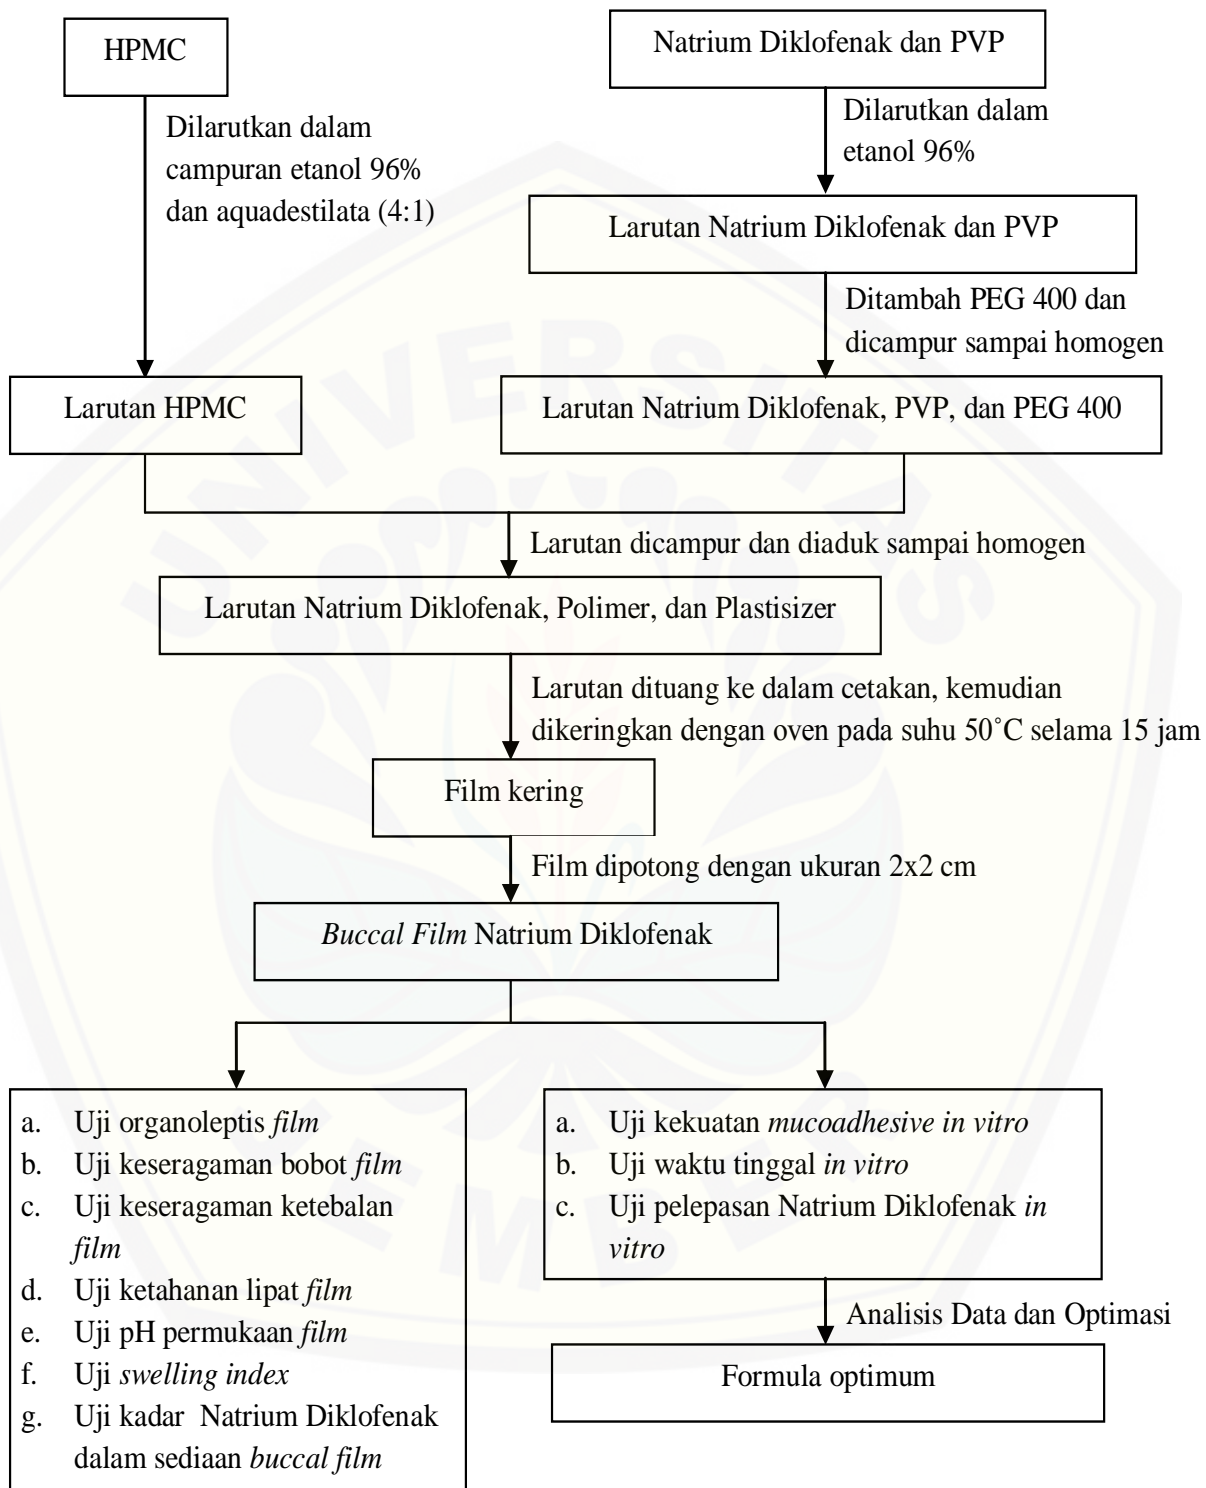 HPMC
Natrium Diklofenak dan PVP
Dilarutkan dalam
campuran etanol 96%
dan aquadestilata (4:1)
Dilarutkan dalam
etanol 96%
Larutan Natrium Diklofenak dan PVP
Ditambah PEG 400 dan
dicampur sampai homogen
Larutan HPMC
Larutan Natrium Diklofenak, PVP, dan PEG 400
Larutan dicampur dan diaduk sampai homogen
Larutan Natrium Diklofenak, Polimer, dan Plastisizer
Larutan dituang ke dalam cetakan, kemudian
dikeringkan dengan oven pada suhu 50˚C selama 15 jam
Film kering
Film dipotong dengan ukuran 2x2 cm
Buccal Film Natrium Diklofenak
a. Uji organoleptis film
b. Uji keseragaman bobot film
c. Uji keseragaman ketebalan
film
d. Uji ketahanan lipat film
e. Uji pH permukaan film
f. Uji swelling index
g. Uji kadar Natrium Diklofenak
dalam sediaan buccal film
a. Uji kekuatan mucoadhesive in vitro
b. Uji waktu tinggal in vitro
c. Uji pelepasan Natrium Diklofenak in
vitro
Analisis Data dan Optimasi
Formula optimum
UNIVERSITAS
JEMBER